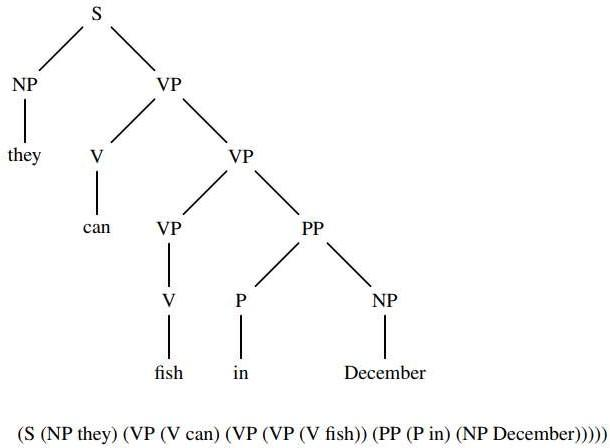 S
NP VP
they V VP
can VP PP
V P NP
fish in December
(S (NP they) (VP (V can) (VP (VP (V fish)) (PP (P in) (NP December)))))